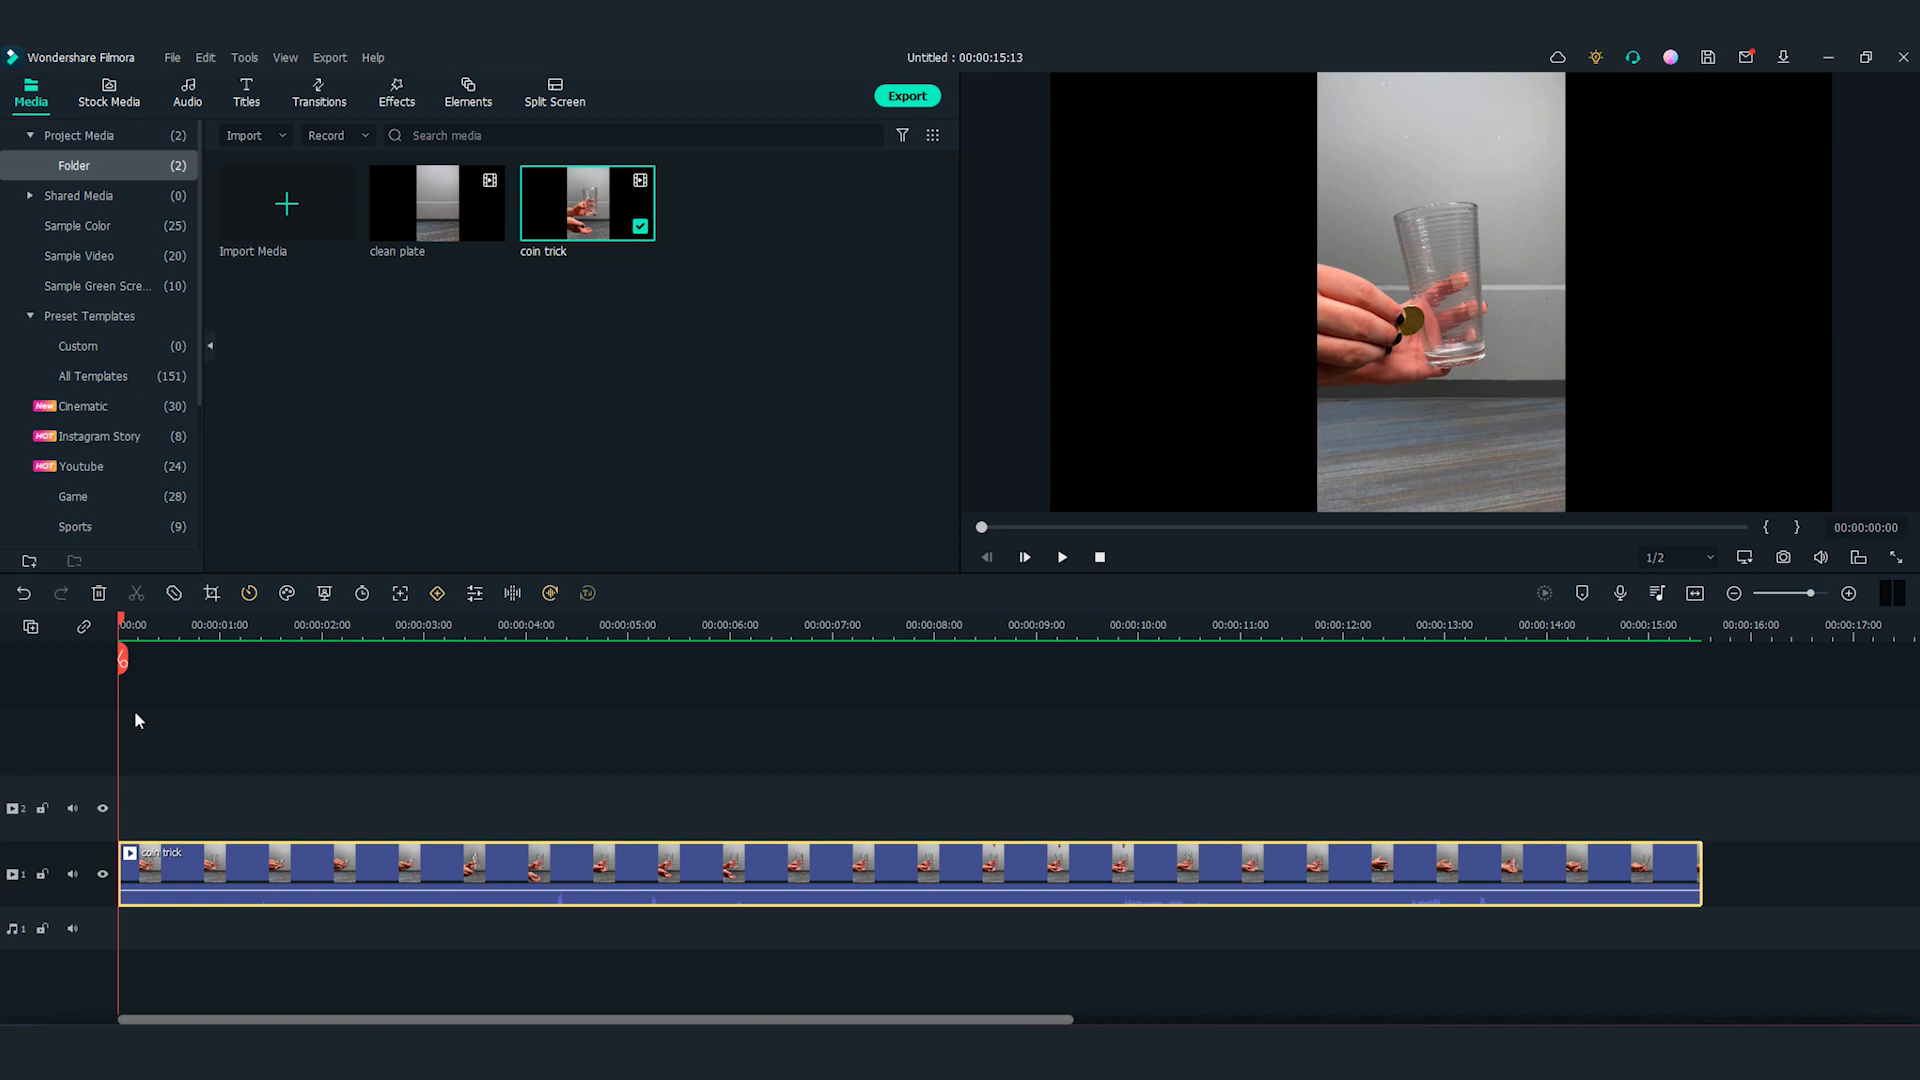 Wondershare Filmora File Edit Tools View Export Help Untitled : 00:00:15:13
Media Stock Media Audio Titles Transitions Effects Elements Split Screen Export
Project Media (2)
Folder (2)
Shared Media (0)
Sample Color (25)
Sample Video (20)
Sample Green Scre... (10)
Preset Templates
Custom (0)
All Templates (151)
New Cinematic (30)
HOT Instagram Story (8)
HOT Youtube (24)
Game (28)
Sports (9)
Import Record Search media
Import Media clean plate coin trick
{ } 00:00:00:00
1/2
00:00 00:00:01:00 00:00:02:00 00:00:03:00 00:00:04:00 00:00:05:00 00:00:06:00 00:00:07:00 00:00:08:00 00:00:09:00 00:00:10:00 00:00:11:00 00:00:12:00 00:00:13:00 00:00:14:00 00:00:15:00 00:00:16:00 00:00:17:00
2
coin trick
1
1